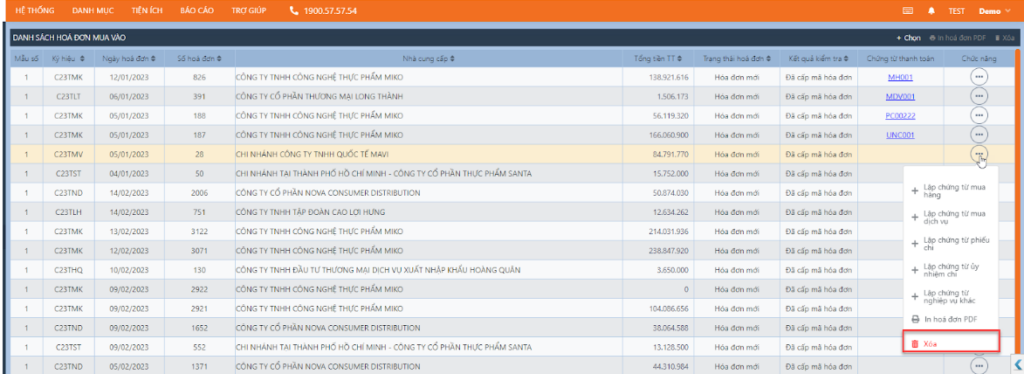 HỆ THỐNG DANH MỤC TIỆN ÍCH BÁO CÁO TRỢ GIÚP 1900.57.57.54 TEST Demo
DANH SÁCH HOÁ ĐƠN MUA VÀO + Chọn In hoá đơn PDF Xóa
Mẫu số Ký hiệu Ngày hoá đơn Số hoá đơn Nhà cung cấp Tổng tiền TT Trạng thái hoá đơn Kết quả kiểm tra Chứng từ thanh toán Chức năng
1 C23TMK 12/01/2023 826 CÔNG TY TNHH CÔNG NGHỆ THỰC PHẨM MIKO 138.921.616 Hóa đơn mới Đã cấp mã hóa đơn MH001
1 C23TLT 06/01/2023 391 CÔNG TY CỔ PHẦN THƯƠNG MẠI LONG THÀNH 1.506.173 Hóa đơn mới Đã cấp mã hóa đơn MDV001
1 C23TMK 05/01/2023 188 CÔNG TY TNHH CÔNG NGHỆ THỰC PHẨM MIKO 56.119.320 Hóa đơn mới Đã cấp mã hóa đơn PC00222
1 C23TMK 05/01/2023 187 CÔNG TY TNHH CÔNG NGHỆ THỰC PHẨM MIKO 166.060.900 Hóa đơn mới Đã cấp mã hóa đơn UNC001
1 C23TMV 05/01/2023 28 CHI NHÁNH CÔNG TY TNHH QUỐC TẾ MAVI 84.791.770 Hóa đơn mới Đã cấp mã hóa đơn
1 C23TST 04/01/2023 50 CHI NHÁNH TẠI THÀNH PHỐ HỒ CHÍ MINH - CÔNG TY CỔ PHẦN THỰC PHẨM SANTA 15.752.000 Hóa đơn mới Đã cấp mã hóa đơn
1 C23TND 14/02/2023 2006 CÔNG TY CỔ PHẦN NOVA CONSUMER DISTRIBUTION 50.874.030 Hóa đơn mới Đã cấp mã hóa đơn
1 C23TLH 14/02/2023 751 CÔNG TY TNHH TẬP ĐOÀN CAO LỢI HƯNG 12.634.262 Hóa đơn mới Đã cấp mã hóa đơn
1 C23TMK 13/02/2023 3122 CÔNG TY TNHH CÔNG NGHỆ THỰC PHẨM MIKO 214.031.936 Hóa đơn mới Đã cấp mã hóa đơn
1 C23TMK 12/02/2023 3071 CÔNG TY TNHH CÔNG NGHỆ THỰC PHẨM MIKO 238.847.920 Hóa đơn mới Đã cấp mã hóa đơn
1 C23THQ 10/02/2023 130 CÔNG TY TNHH ĐẦU TƯ THƯƠNG MẠI DỊCH VỤ XUẤT NHẬP KHẨU HOÀNG QUÂN 3.650.000 Hóa đơn mới Đã cấp mã hóa đơn
1 C23TMK 09/02/2023 2922 CÔNG TY TNHH CÔNG NGHỆ THỰC PHẨM MIKO 0 Hóa đơn mới Đã cấp mã hóa đơn
1 C23TMK 09/02/2023 2921 CÔNG TY TNHH CÔNG NGHỆ THỰC PHẨM MIKO 104.086.656 Hóa đơn mới Đã cấp mã hóa đơn
1 C23TND 09/02/2023 1652 CÔNG TY CỔ PHẦN NOVA CONSUMER DISTRIBUTION 38.064.588 Hóa đơn mới Đã cấp mã hóa đơn
1 C23TST 09/02/2023 552 CHI NHÁNH TẠI THÀNH PHỐ HỒ CHÍ MINH - CÔNG TY CỔ PHẦN THỰC PHẨM SANTA 13.128.500 Hóa đơn mới Đã cấp mã hóa đơn
1 C23TND 05/02/2023 1371 CÔNG TY CỔ PHẦN NOVA CONSUMER DISTRIBUTION 44.310.984 Hóa đơn mới Đã cấp mã hóa đơn
+ Lập chứng từ mua
hàng
+ Lập chứng từ mua
dịch vụ
+ Lập chứng từ phiếu
chi
+ Lập chứng từ ủy
nhiệm chi
+ Lập chứng từ
nghiệp vụ khác
In hoá đơn PDF
Xóa